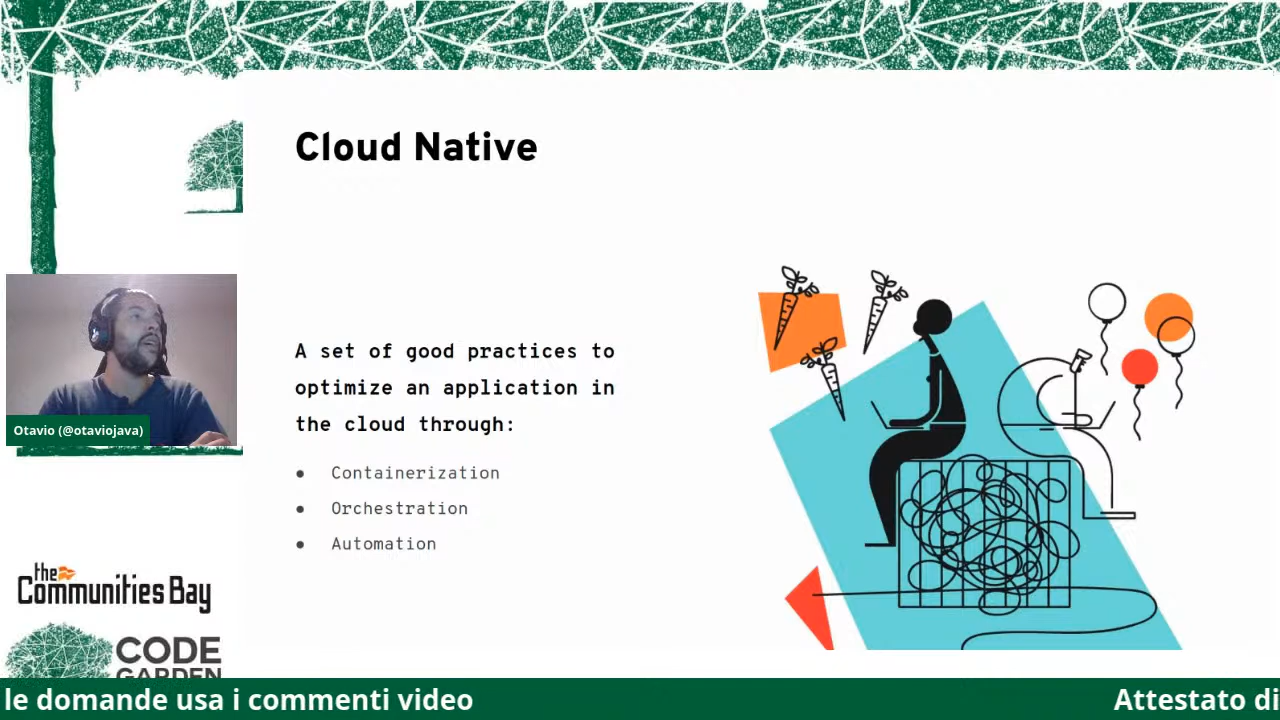 Cloud Native
A set of good practices to
optimize an application in
the cloud through:
● Containerization
● Orchestration
● Automation
Otavio (@otaviojava)
the
Communities Bay
CODE
GARDEN
le domande usa i commenti video
Attestato di